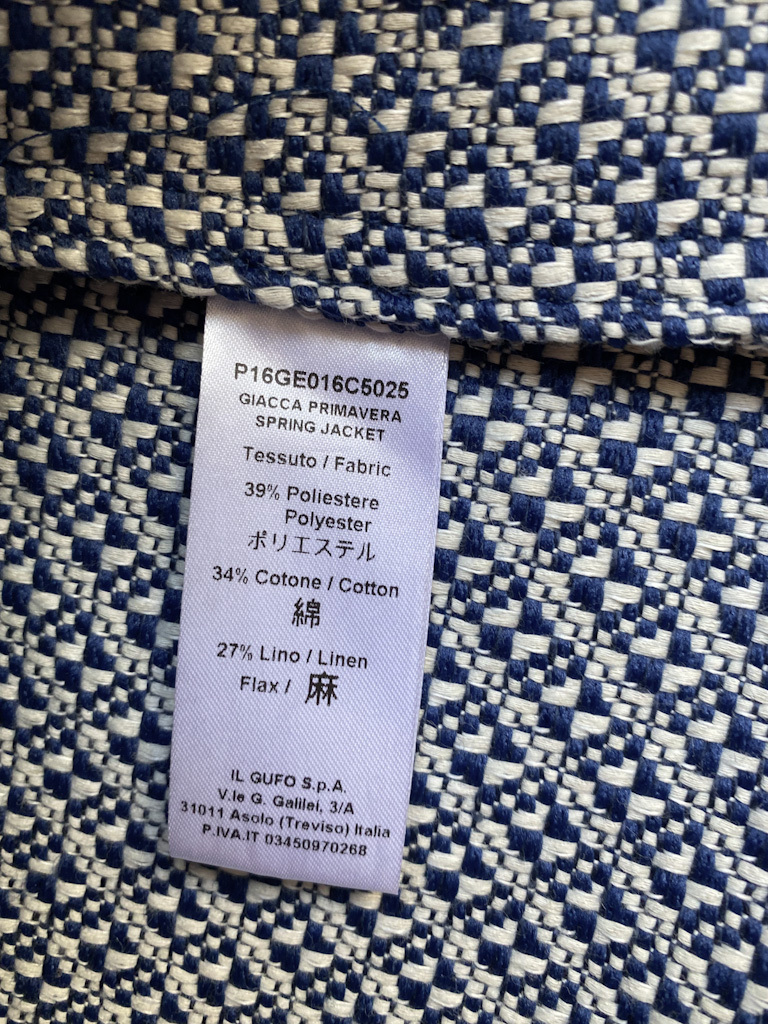 P16GE016C5025
GIACCA PRIMAVERA
SPRING JACKET
Tessuto / Fabric
39% Poliestere
Polyester
ポリエステル
34% Cotone / Cotton
綿
27% Lino / Linen
Flax / 麻
IL GUFO S.p.A.
V.le G. Galilei, 3/A
31011 Asolo (Treviso) Italia
P.IVA.IT 03450970268